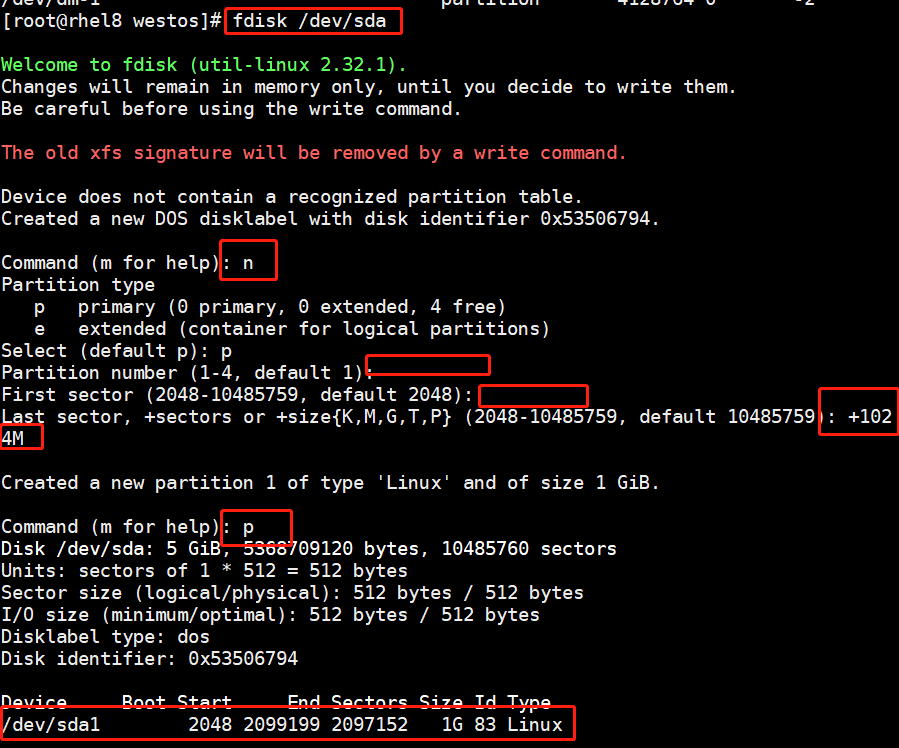 /dev/dm-1 partition 4128764 0 -2
[root@rhel8 westos]# fdisk /dev/sda
Welcome to fdisk (util-linux 2.32.1).
Changes will remain in memory only, until you decide to write them.
Be careful before using the write command.
The old xfs signature will be removed by a write command.
Device does not contain a recognized partition table.
Created a new DOS disklabel with disk identifier 0x53506794.
Command (m for help): n
Partition type
p primary (0 primary, 0 extended, 4 free)
e extended (container for logical partitions)
Select (default p): p
Partition number (1-4, default 1):
First sector (2048-10485759, default 2048):
Last sector, +sectors or +size{K,M,G,T,P} (2048-10485759, default 10485759): +102
4M
Created a new partition 1 of type 'Linux' and of size 1 GiB.
Command (m for help): p
Disk /dev/sda: 5 GiB, 5368709120 bytes, 10485760 sectors
Units: sectors of 1 * 512 = 512 bytes
Sector size (logical/physical): 512 bytes / 512 bytes
I/O size (minimum/optimal): 512 bytes / 512 bytes
Disklabel type: dos
Disk identifier: 0x53506794
Device Boot Start End Sectors Size Id Type
/dev/sda1 2048 2099199 2097152 1G 83 Linux